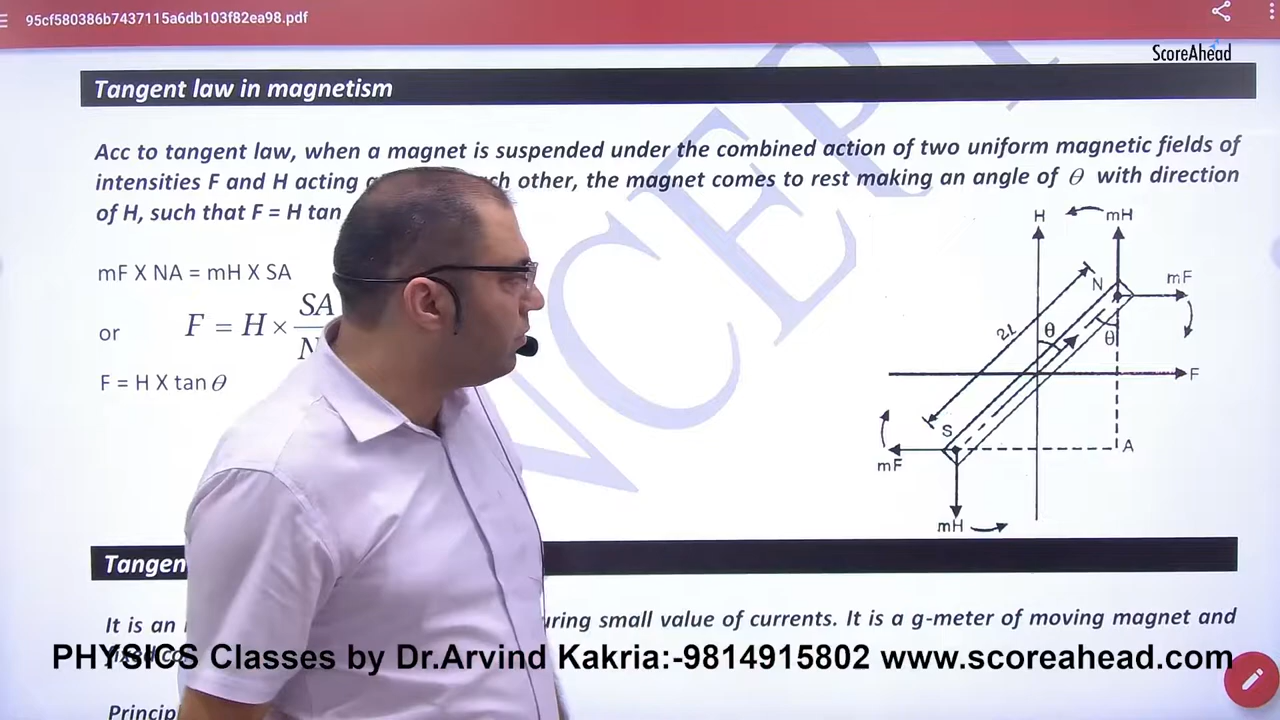 95cf580386b7437115a6db103f82ea98.pdf
ScoreAhead
Tangent law in magnetism
Acc to tangent law, when a magnet is suspended under the combined action of two uniform magnetic fields of
intensities F and H acting ch other, the magnet comes to rest making an angle of θ with direction
of H, such that F = H tan
mF X NA = mH X SA
or F = H × SA
N
F = H X tan θ
H mH
N mF
2l θ θ
F
S
A
mF
mH
NCERT
Tangen
It is an uring small value of currents. It is a g-meter of moving magnet and
PHYSICS Classes by Dr.Arvind Kakria:-9814915802 www.scoreahead.com
Princip